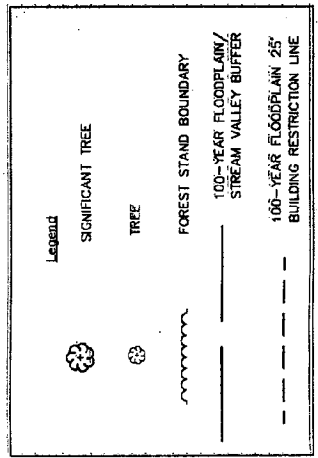 Legend
SIGNIFICANT TREE
TREE
FOREST STAND BOUNDARY
100-YEAR FLOODPLAIN/
STREAM VALLEY BUFFER
100-YEAR FLOODPLAIN 25'
BUILDING RESTRICTION LINE